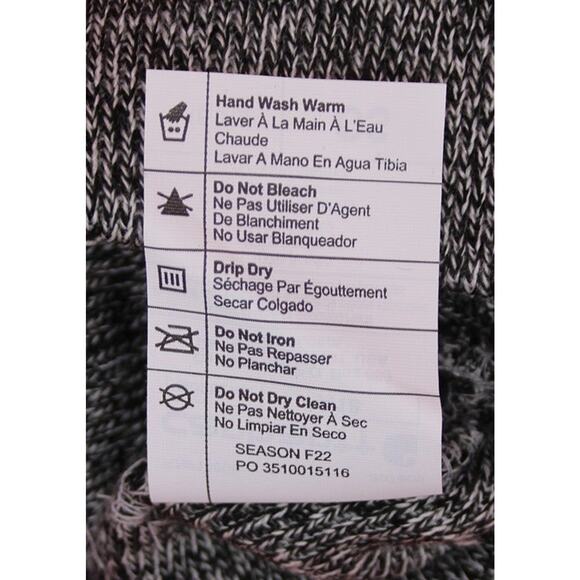 Hand Wash Warm
Laver À La Main À L'Eau
Chaude
Lavar A Mano En Agua Tibia
Do Not Bleach
Ne Pas Utiliser D'Agent
De Blanchiment
No Usar Blanqueador
Drip Dry
Séchage Par Égouttement
Secar Colgado
Do Not Iron
Ne Pas Repasser
No Planchar
Do Not Dry Clean
Ne Pas Nettoyer À Sec
No Limpiar En Seco
SEASON F22
PO 3510015116